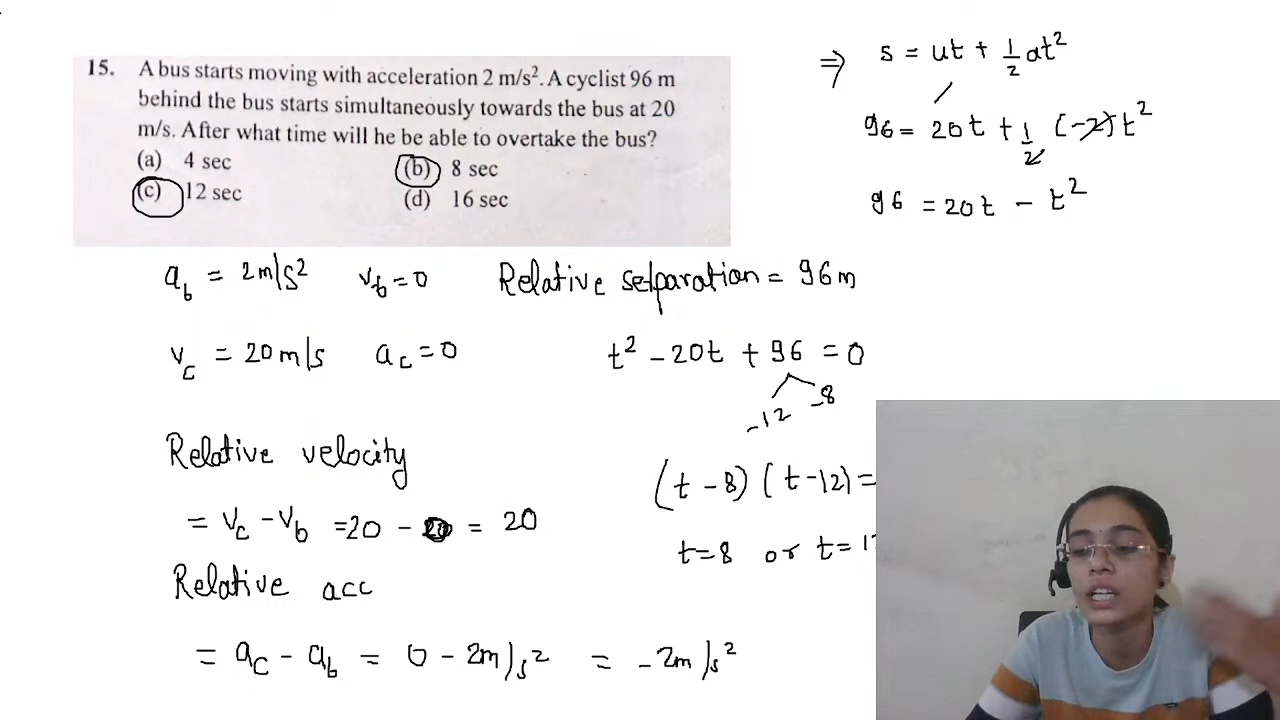 15. A bus starts moving with acceleration 2 m/s². A cyclist 96 m
behind the bus starts simultaneously towards the bus at 20
m/s. After what time will he be able to overtake the bus?
(a) 4 sec (b) 8 sec
(c) 12 sec (d) 16 sec
⇒ s = ut + 1/2 at²
96 = 20t + 1/2 (-2)t²
96 = 20t - t²
a_b = 2m/s² v_b = 0 Relative separation = 96m
v_c = 20m/s a_c = 0
t² - 20t + 96 = 0
-12 -8
(t - 8) (t - 12) =
t = 8 or t =
Relative velocity
= v_c - v_b = 20 - = 20
Relative acc
= a_c - a_b = 0 - 2m/s² = -2m/s²